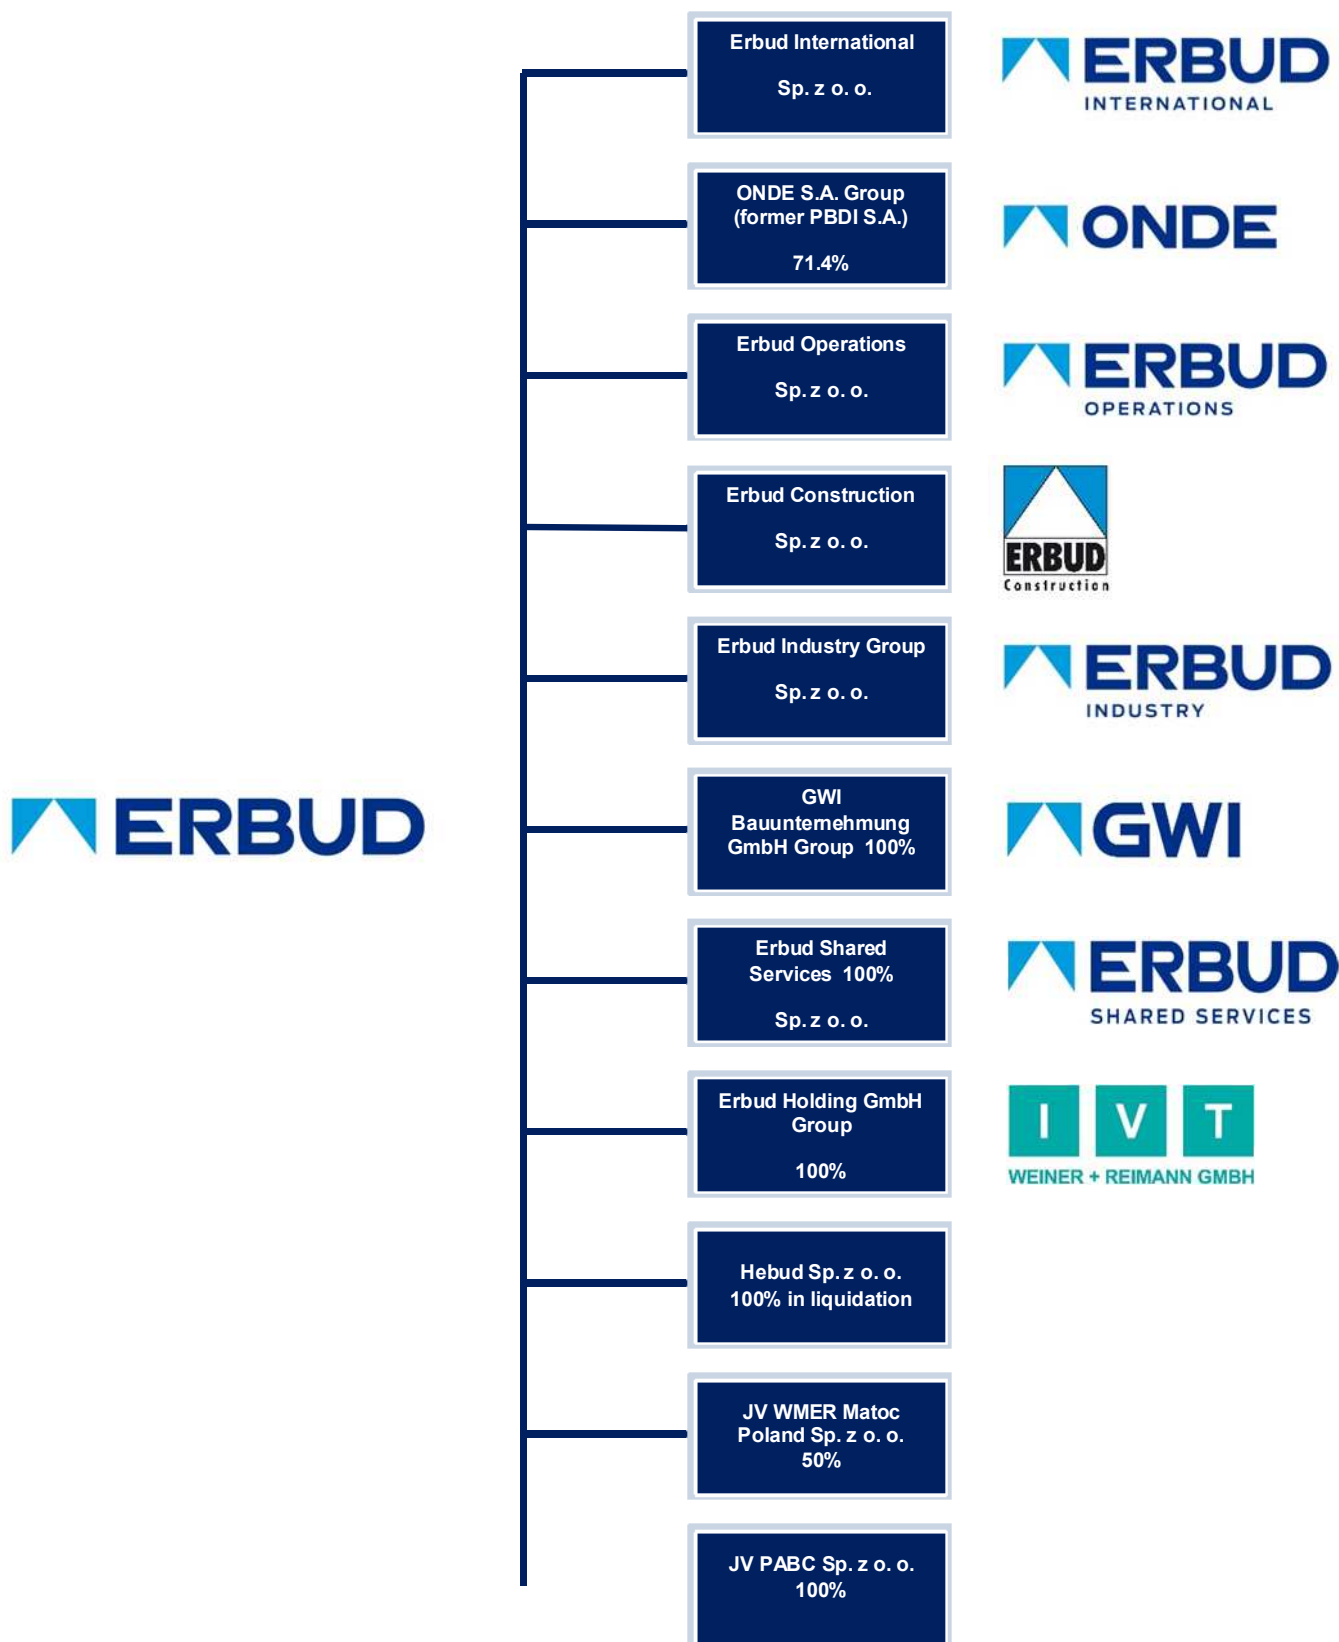 Erbud International
Sp. z o. o.
ERBUD
INTERNATIONAL
ONDE S.A. Group
(former PBDI S.A.)
71.4%
ONDE
Erbud Operations
Sp. z o. o.
ERBUD
OPERATIONS
Erbud Construction
Sp. z o. o.
ERBUD
Construction
Erbud Industry Group
Sp. z o. o.
ERBUD
INDUSTRY
ERBUD
GWI
Bauunternehmung
GmbH Group 100%
GWI
Erbud Shared
Services 100%
Sp. z o. o.
ERBUD
SHARED SERVICES
Erbud Holding GmbH
Group
100%
I V T
WEINER + REIMANN GMBH
Hebud Sp. z o. o.
100% in liquidation
JV WMER Matoc
Poland Sp. z o. o.
50%
JV PABC Sp. z o. o.
100%